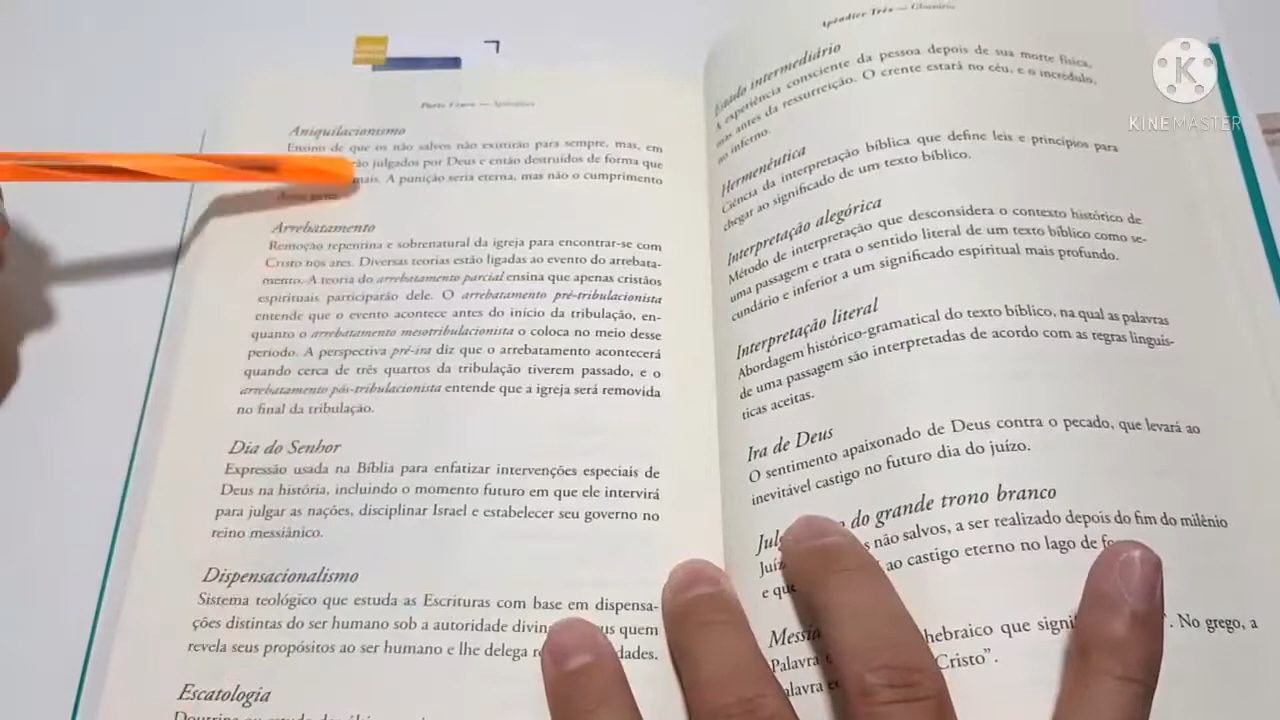 Aniquilacionismo
Ensino de que os não salvos não existirão para sempre, mas, em
julgados por Deus e então destruídos de forma que
mais. A punição seria eterna, mas não o cumprimento
Arrebatamento
Remoção repentina e sobrenatural da igreja para encontrar-se com
Cristo nos ares. Diversas teorias estão ligadas ao evento do arrebata-
mento. A teoria do arrebatamento parcial ensina que apenas cristãos
espirituais participarão dele. O arrebatamento pré-tribulacionista
entende que o evento acontece antes do início da tribulação, en-
quanto o arrebatamento mesotribulacionista o coloca no meio desse
período. A perspectiva pré-ira diz que o arrebatamento acontecerá
quando cerca de três quartos da tribulação tiverem passado, e o
arrebatamento pós-tribulacionista entende que a igreja será removida
no final da tribulação.
Dia do Senhor
Expressão usada na Bíblia para enfatizar intervenções especiais de
Deus na história, incluindo o momento futuro em que ele intervirá
para julgar as nações, disciplinar Israel e estabelecer seu governo no
reino messiânico.
Dispensacionalismo
Sistema teológico que estuda as Escrituras com base em dispensa-
ções distintas do ser humano sob a autoridade quem
revela seus propósitos ao ser humano e lhe delega dades.
Escatologia
Apêndice Três — Glossário
Estado intermediário
A experiência consciente da pessoa depois de sua morte física,
mas antes da ressurreição. O crente estará no céu, e o incrédulo,
no inferno.
Hermenêutica
Ciência da interpretação bíblica que define leis e princípios para
chegar ao significado de um texto bíblico.
Interpretação alegórica
Método de interpretação que desconsidera o contexto histórico de
uma passagem e trata o sentido literal de um texto bíblico como se-
cundário e inferior a um significado espiritual mais profundo.
Interpretação literal
Abordagem histórico-gramatical do texto bíblico, na qual as palavras
de uma passagem são interpretadas de acordo com as regras linguís-
ticas aceitas.
Ira de Deus
O sentimento apaixonado de Deus contra o pecado, que levará ao
inevitável castigo no futuro dia do juízo.
do grande trono branco
não salvos, a ser realizado depois do fim do milênio
e que ao castigo eterno no lago de
Palavra hebraico que No grego, a
Cristo”.
KINEMASTER